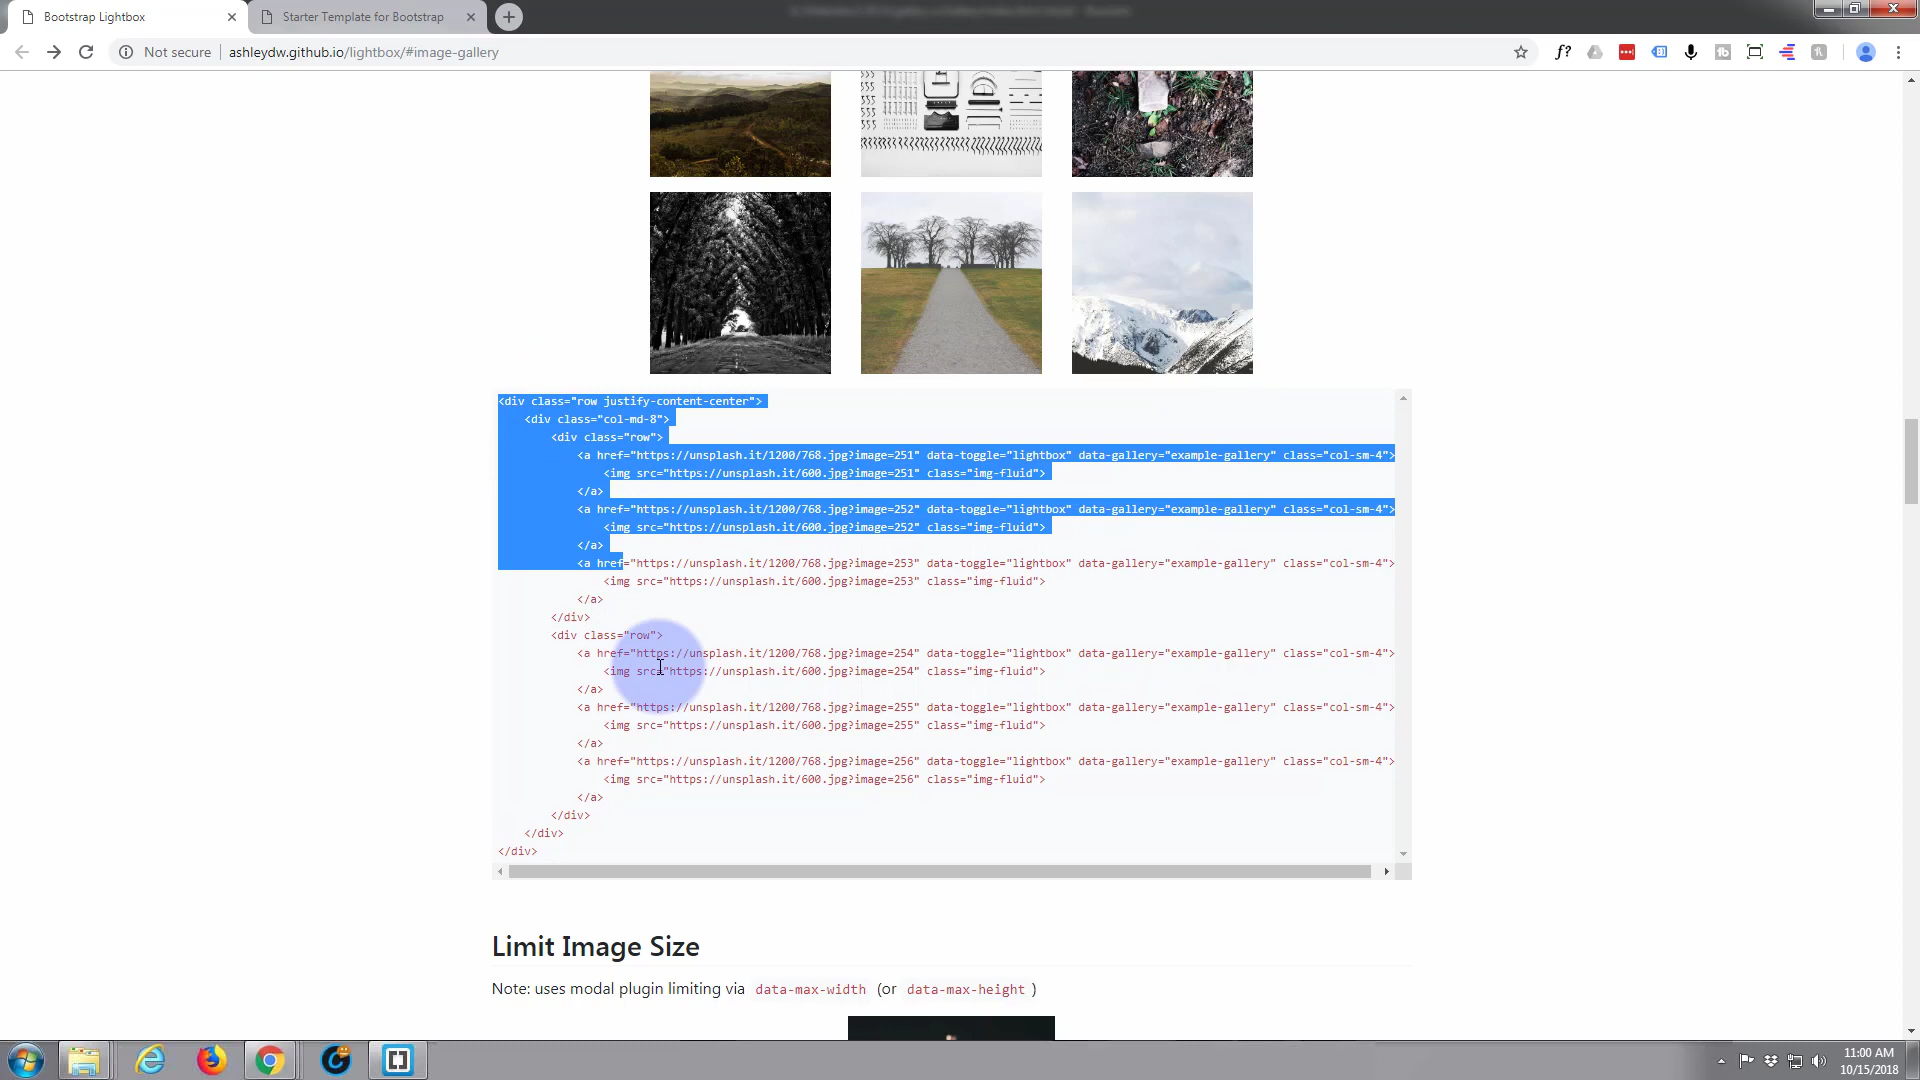 Bootstrap Lightbox
Starter Template for Bootstrap
Not secure
ashleydw.github.io/lightbox/#image-gallery
<div class="row justify-content-center">
<div class="col-md-8">
<div class="row">
<a href="https://unsplash.it/1200/768.jpg?image=251" data-toggle="lightbox" data-gallery="example-gallery" class="col-sm-4">
<img src="https://unsplash.it/600.jpg?image=251" class="img-fluid">
</a>
<a href="https://unsplash.it/1200/768.jpg?image=252" data-toggle="lightbox" data-gallery="example-gallery" class="col-sm-4">
<img src="https://unsplash.it/600.jpg?image=252" class="img-fluid">
</a>
<a href="https://unsplash.it/1200/768.jpg?image=253" data-toggle="lightbox" data-gallery="example-gallery" class="col-sm-4">
<img src="https://unsplash.it/600.jpg?image=253" class="img-fluid">
</a>
</div>
<div class="row">
<a href="https://unsplash.it/1200/768.jpg?image=254" data-toggle="lightbox" data-gallery="example-gallery" class="col-sm-4">
<img src="https://unsplash.it/600.jpg?image=254" class="img-fluid">
</a>
<a href="https://unsplash.it/1200/768.jpg?image=255" data-toggle="lightbox" data-gallery="example-gallery" class="col-sm-4">
<img src="https://unsplash.it/600.jpg?image=255" class="img-fluid">
</a>
<a href="https://unsplash.it/1200/768.jpg?image=256" data-toggle="lightbox" data-gallery="example-gallery" class="col-sm-4">
<img src="https://unsplash.it/600.jpg?image=256" class="img-fluid">
</a>
</div>
</div>
</div>
Limit Image Size
Note: uses modal plugin limiting via data-max-width (or data-max-height )
11:00 AM
10/15/2018